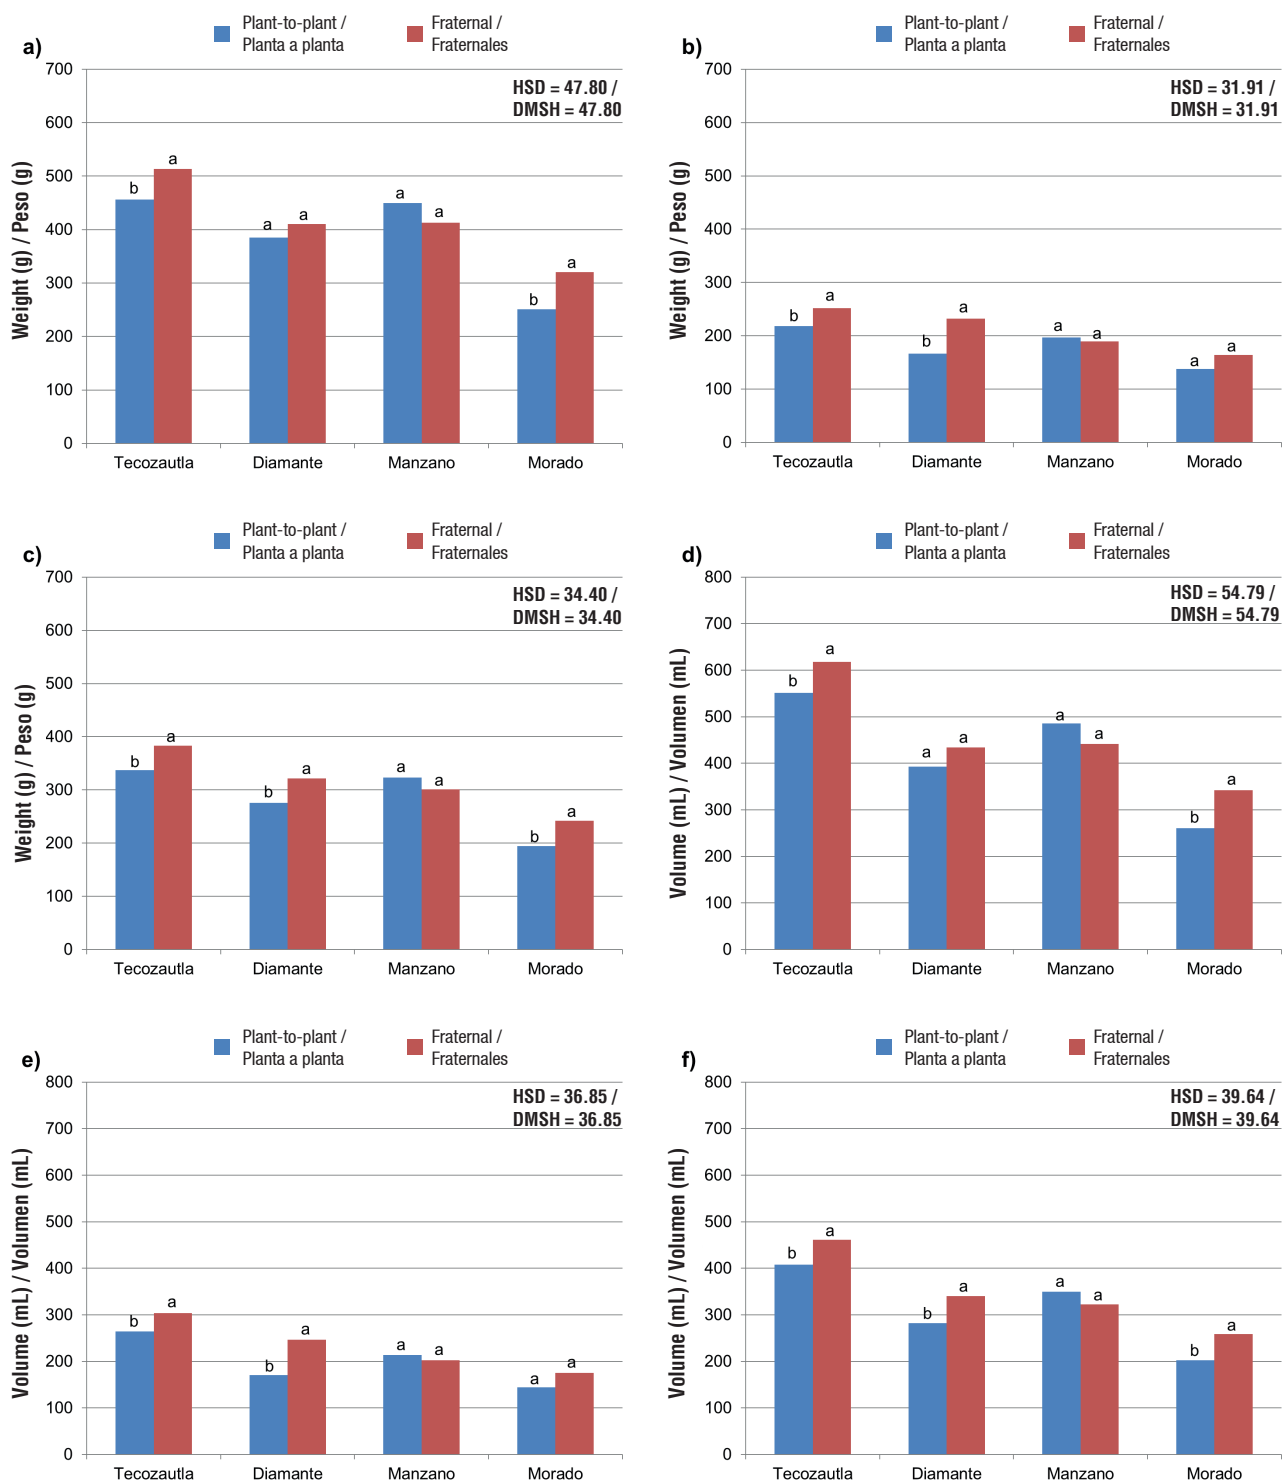 a)
Plant-to-plant /
Planta a planta
Fraternal /
Fraternales
HSD = 47.80 /
DMSH = 47.80
Weight (g) / Peso (g)
700
600
500
400
300
200
100
0
b
a
a
a
a
a
b
a
Tecozautla
Diamante
Manzano
Morado
b)
Plant-to-plant /
Planta a planta
Fraternal /
Fraternales
HSD = 31.91 /
DMSH = 31.91
Weight (g) / Peso (g)
700
600
500
400
300
200
100
0
b
a
b
a
a
a
a
a
Tecozautla
Diamante
Manzano
Morado
c)
Plant-to-plant /
Planta a planta
Fraternal /
Fraternales
HSD = 34.40 /
DMSH = 34.40
Weight (g) / Peso (g)
700
600
500
400
300
200
100
0
b
a
b
a
a
a
b
a
Tecozautla
Diamante
Manzano
Morado
d)
Plant-to-plant /
Planta a planta
Fraternal /
Fraternales
HSD = 54.79 /
DMSH = 54.79
Volume (mL) / Volumen (mL)
800
700
600
500
400
300
200
100
0
b
a
a
a
a
a
b
a
Tecozautla
Diamante
Manzano
Morado
e)
Plant-to-plant /
Planta a planta
Fraternal /
Fraternales
HSD = 36.85 /
DMSH = 36.85
Volume (mL) / Volumen (mL)
800
700
600
500
400
300
200
100
0
b
a
b
a
a
a
a
a
Tecozautla
Diamante
Manzano
Morado
f)
Plant-to-plant /
Planta a planta
Fraternal /
Fraternales
HSD = 39.64 /
DMSH = 39.64
Volume (mL) / Volumen (mL)
800
700
600
500
400
300
200
100
0
b
a
b
a
a
a
b
a
Tecozautla
Diamante
Manzano
Morado